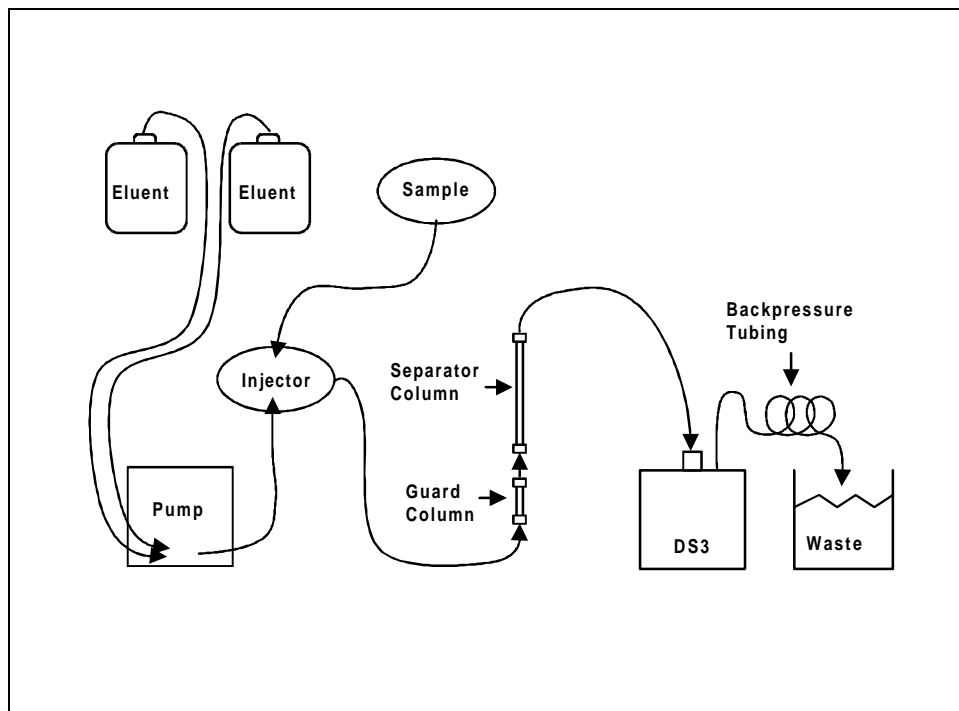 Eluent
Eluent
Sample
Backpressure
Tubing
Injector
Separator
Column
Guard
Column
Pump
DS3
Waste